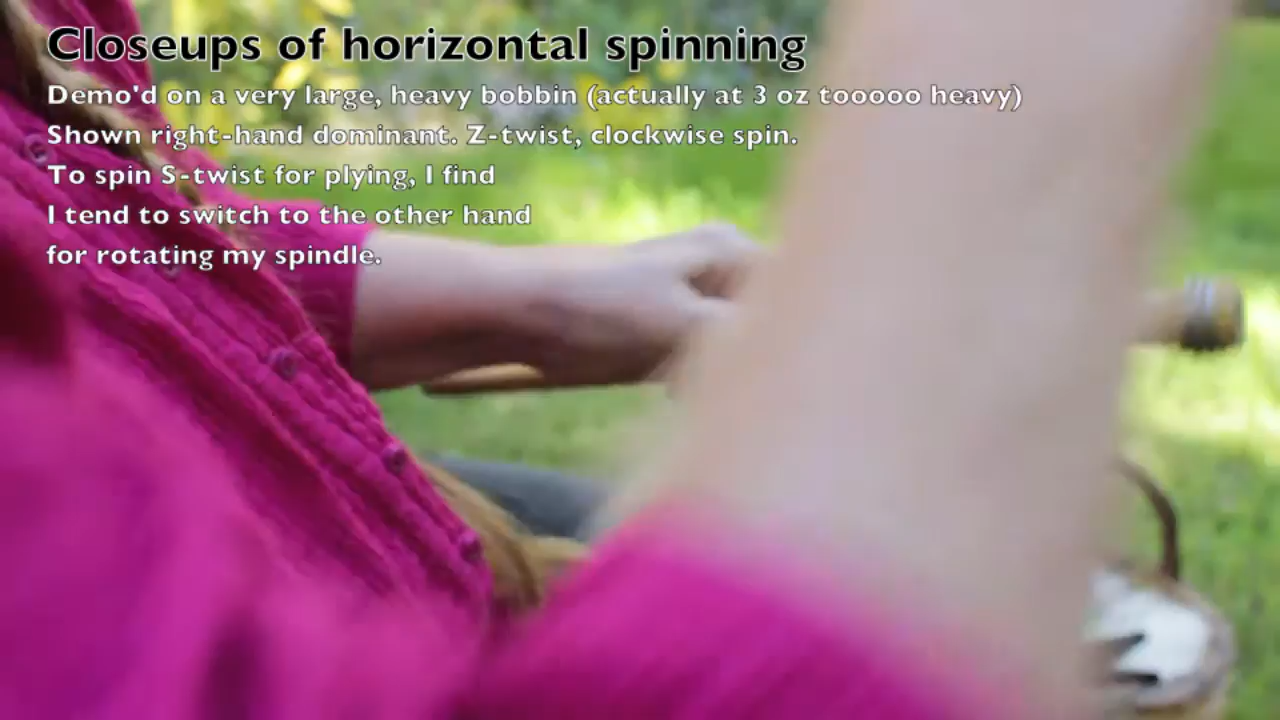 Closeups of horizontal spinning
Demo'd on a very large, heavy bobbin (actually at 3 oz tooooo heavy)
Shown right-hand dominant. Z-twist, clockwise spin.
To spin S-twist for plying, I find
I tend to switch to the other hand
for rotating my spindle.